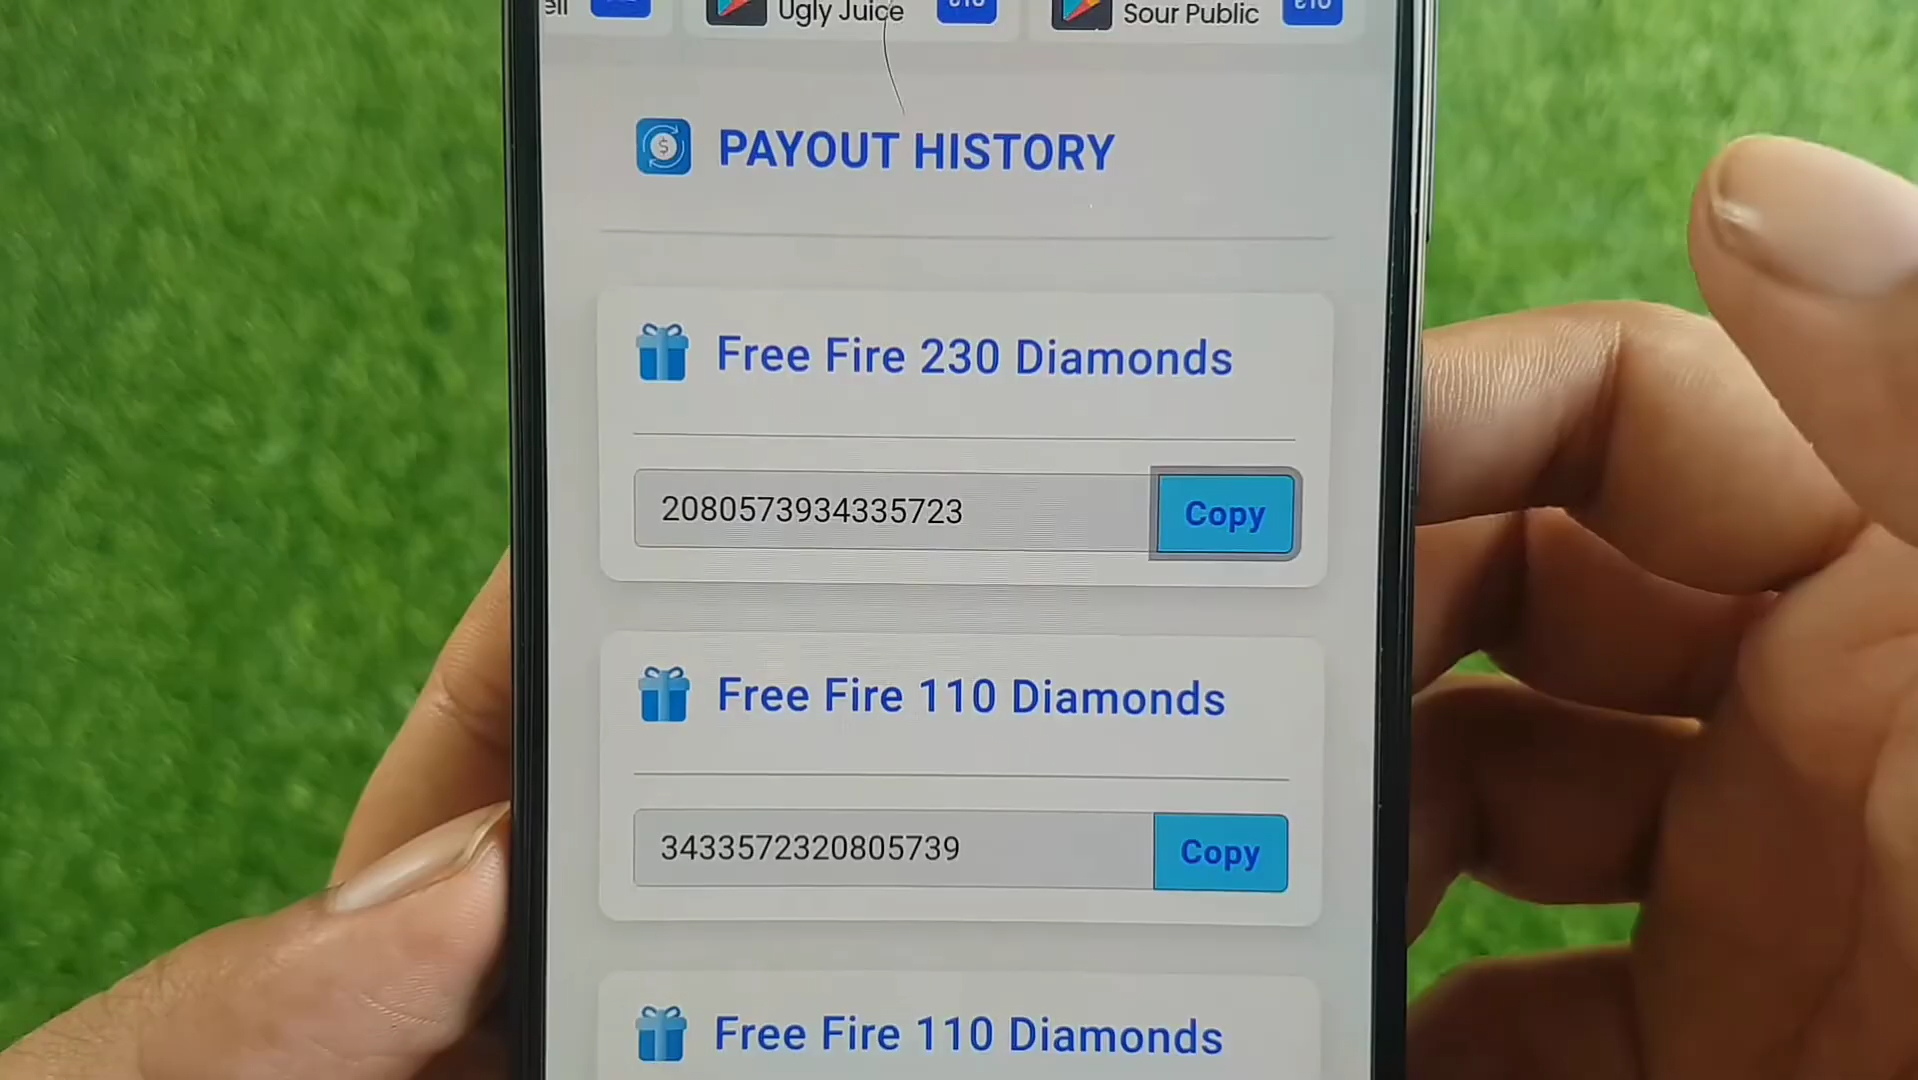 Ugly Juice
Sour Public
PAYOUT HISTORY
Free Fire 230 Diamonds
2080573934335723
Copy
Free Fire 110 Diamonds
3433572320805739
Copy
Free Fire 110 Diamonds